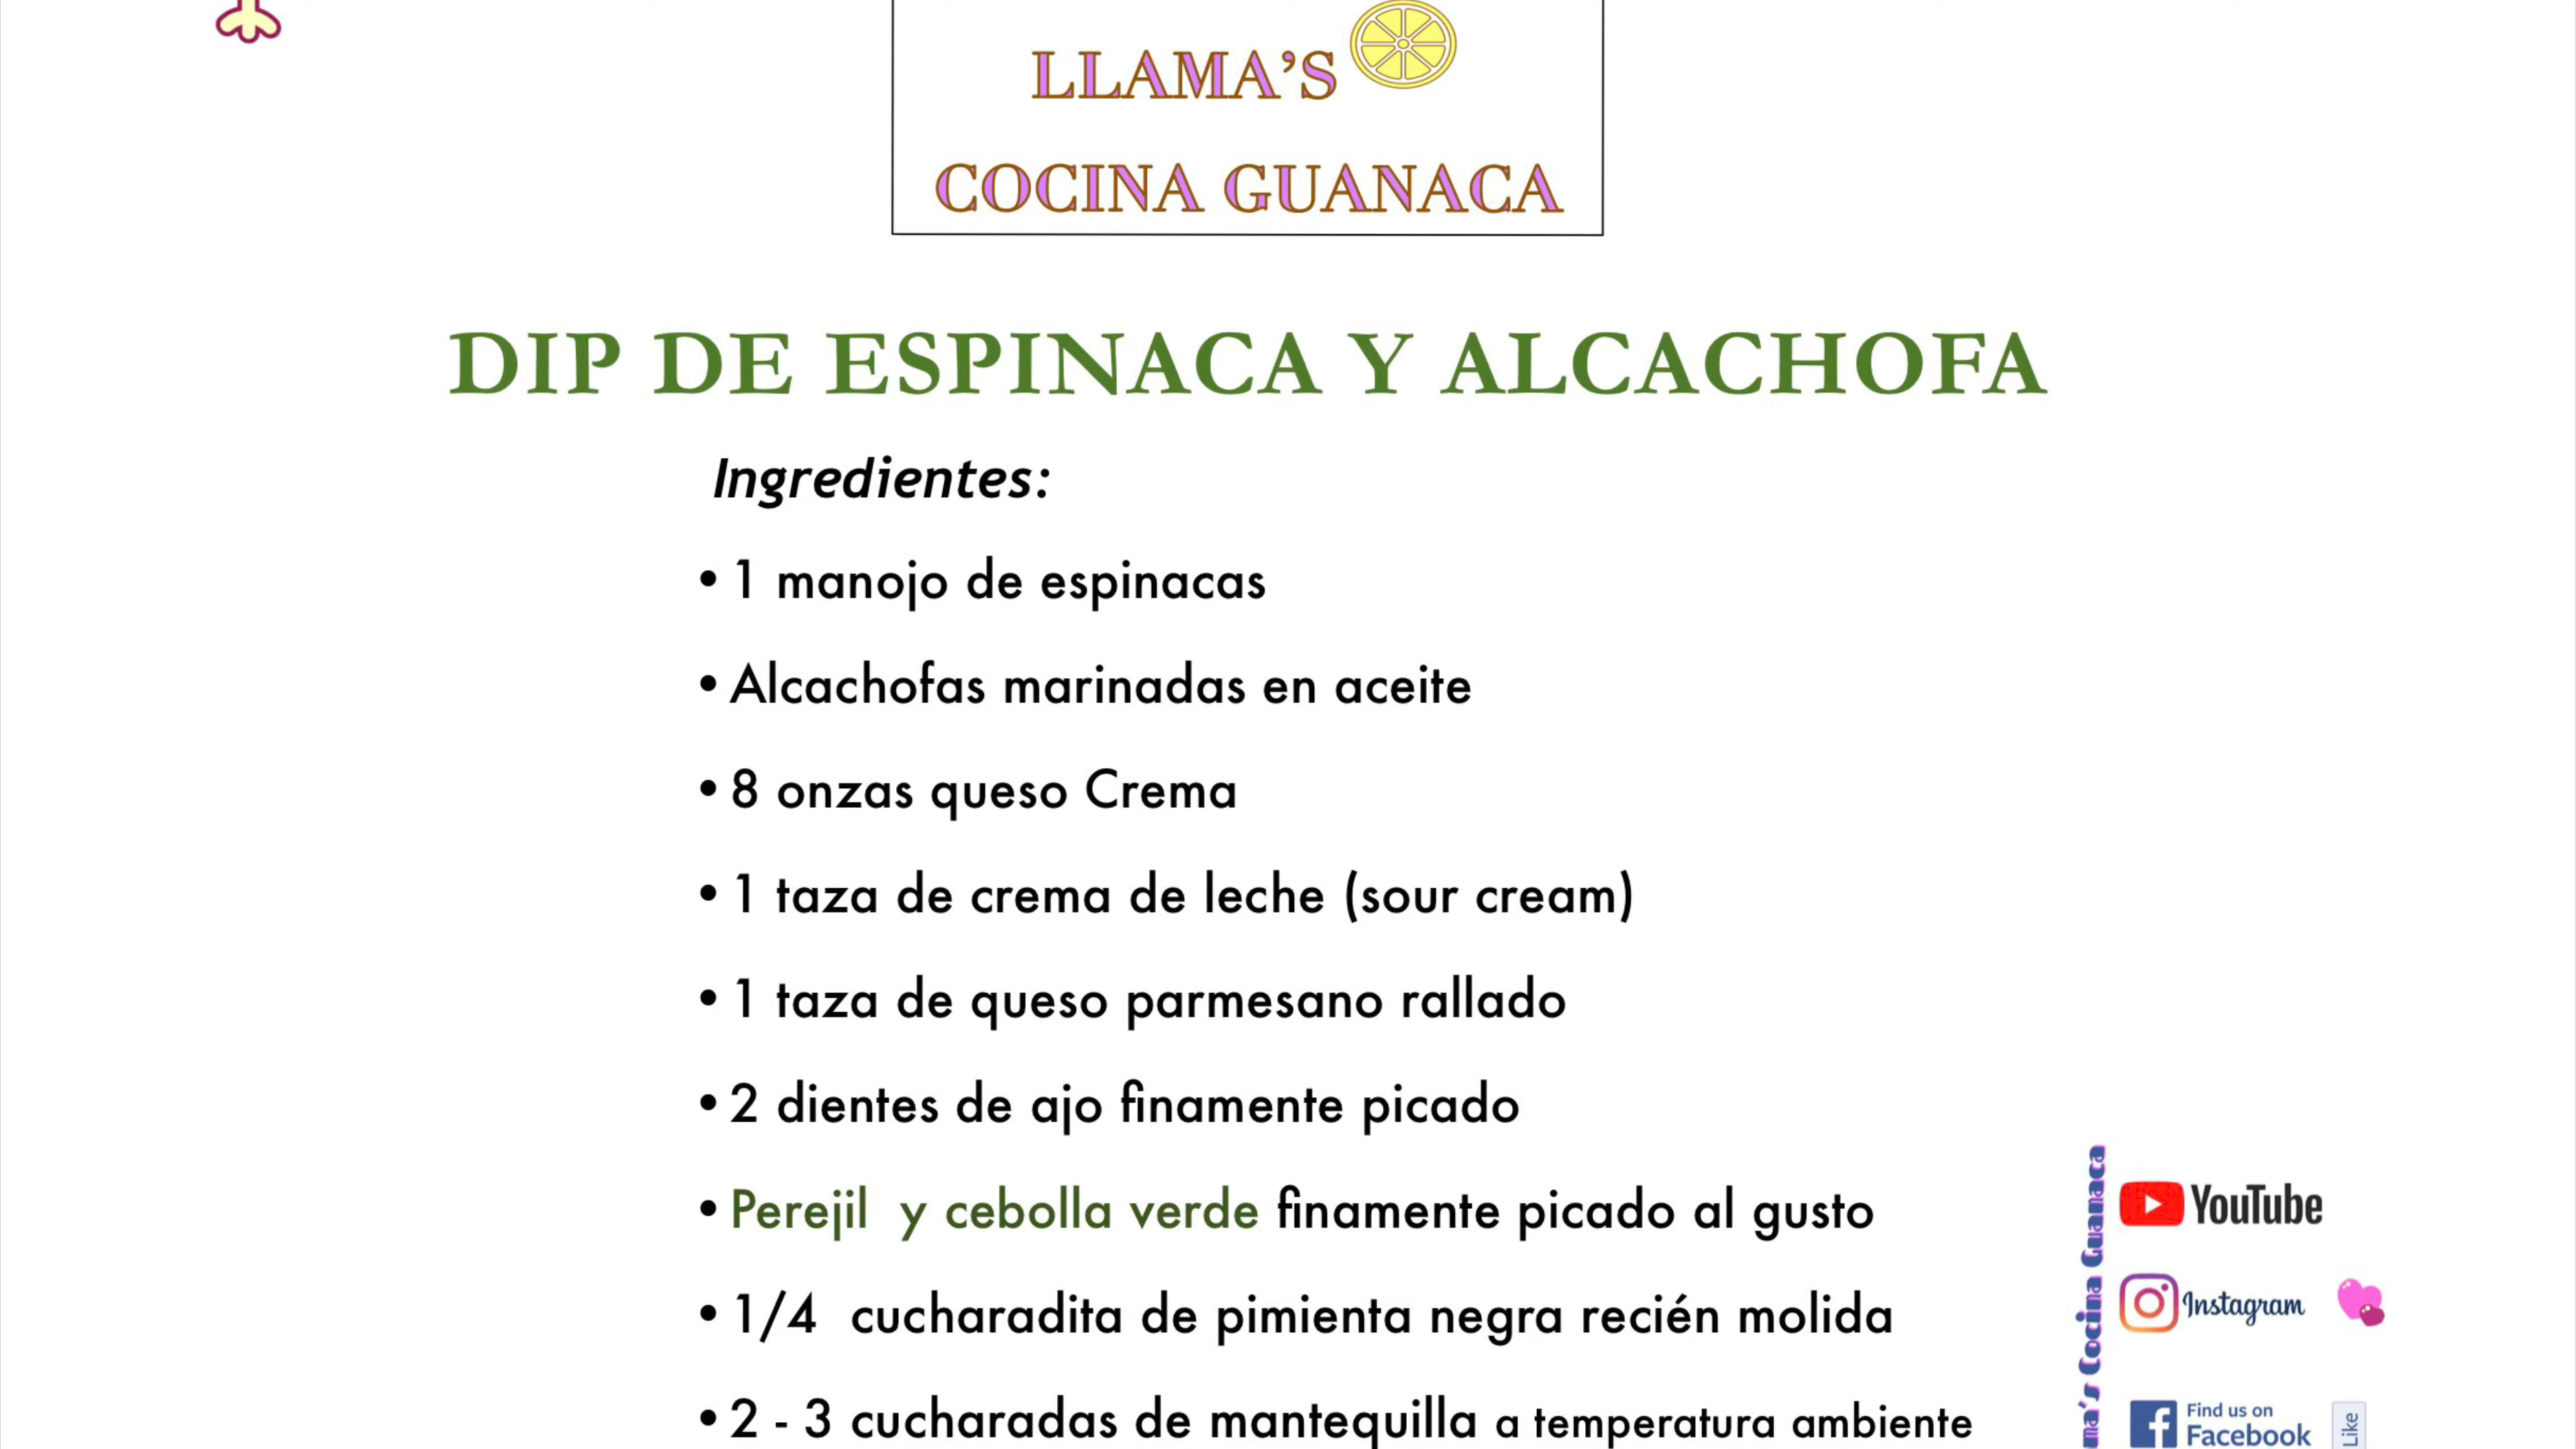 LLAMA’S
COCINA GUANACA
DIP DE ESPINACA Y ALCACHOFA
Ingredientes:
• 1 manojo de espinacas
• Alcachofas marinadas en aceite
• 8 onzas queso Crema
• 1 taza de crema de leche (sour cream)
• 1 taza de queso parmesano rallado
• 2 dientes de ajo finamente picado
• Perejil y cebolla verde finamente picado al gusto
• 1/4 cucharadita de pimienta negra recién molida
• 2 - 3 cucharadas de mantequilla a temperatura ambiente
Cocina Guanaca
YouTube
Instagram
Find us on
Facebook
Like